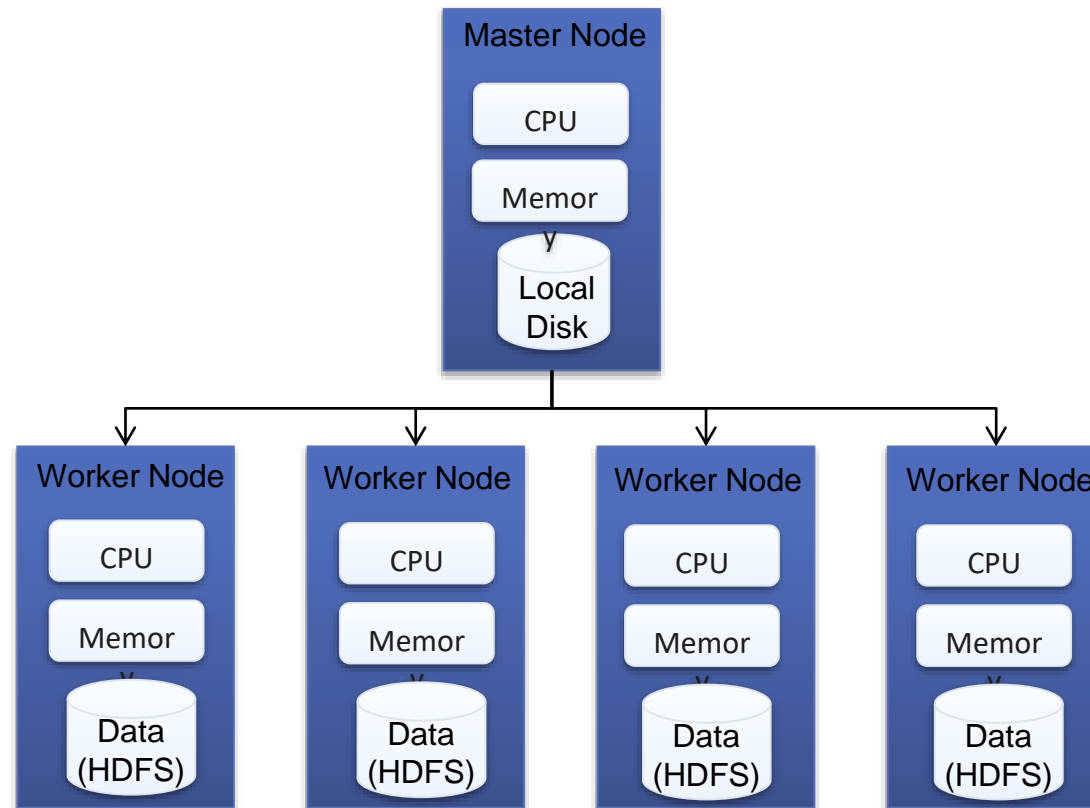 Master Node
CPU
Memor
y
Local
Disk
Worker Node
CPU
Memor
y
Data
(HDFS)
Worker Node
CPU
Memor
y
Data
(HDFS)
Worker Node
CPU
Memor
y
Data
(HDFS)
Worker Node
CPU
Memor
y
Data
(HDFS)